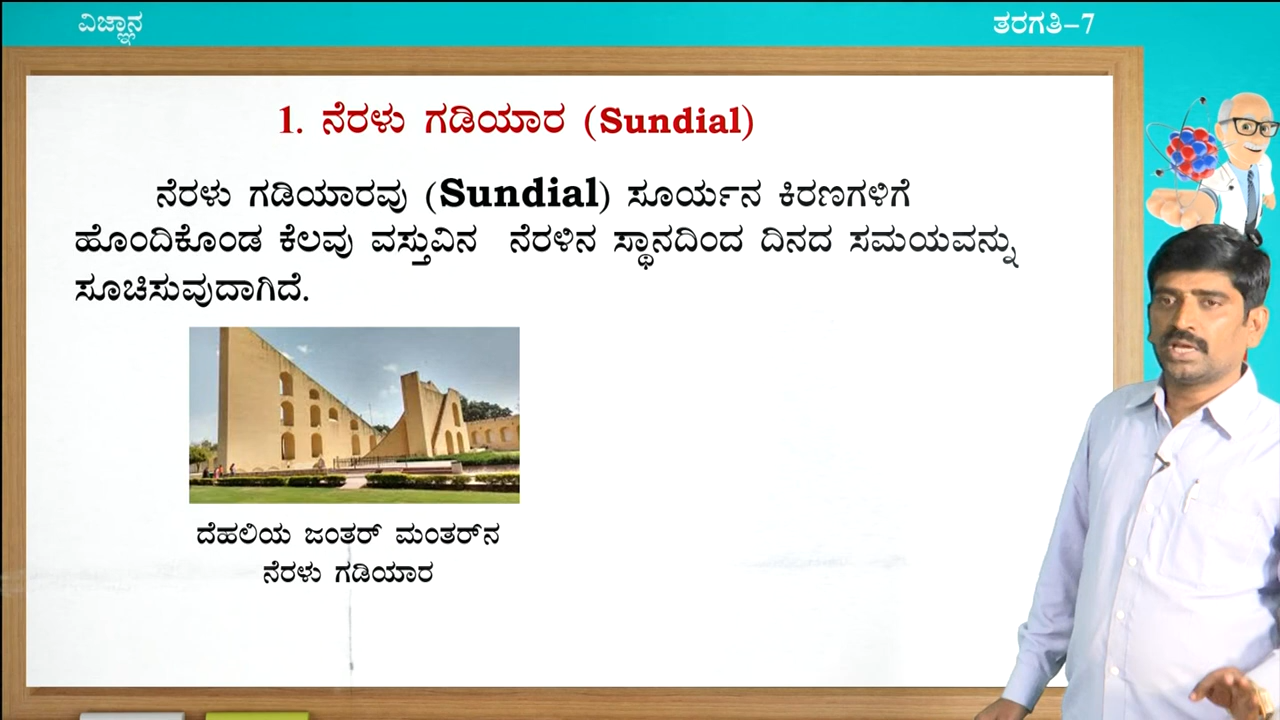 ವಿಜ್ಞಾನ
ತರಗತಿ–7
1. ನೆರಳು ಗಡಿಯಾರ (Sundial)
ನೆರಳು ಗಡಿಯಾರವು (Sundial) ಸೂರ್ಯನ ಕಿರಣಗಳಿಗೆ
ಹೊಂದಿಕೊಂಡ ಕೆಲವು ವಸ್ತುವಿನ ನೆರಳಿನ ಸ್ಥಾನದಿಂದ ದಿನದ ಸಮಯವನ್ನು
ಸೂಚಿಸುವುದಾಗಿದೆ.
ದೆಹಲಿಯ ಜಂತರ್ ಮಂತರ್‌ನ
ನೆರಳು ಗಡಿಯಾರ